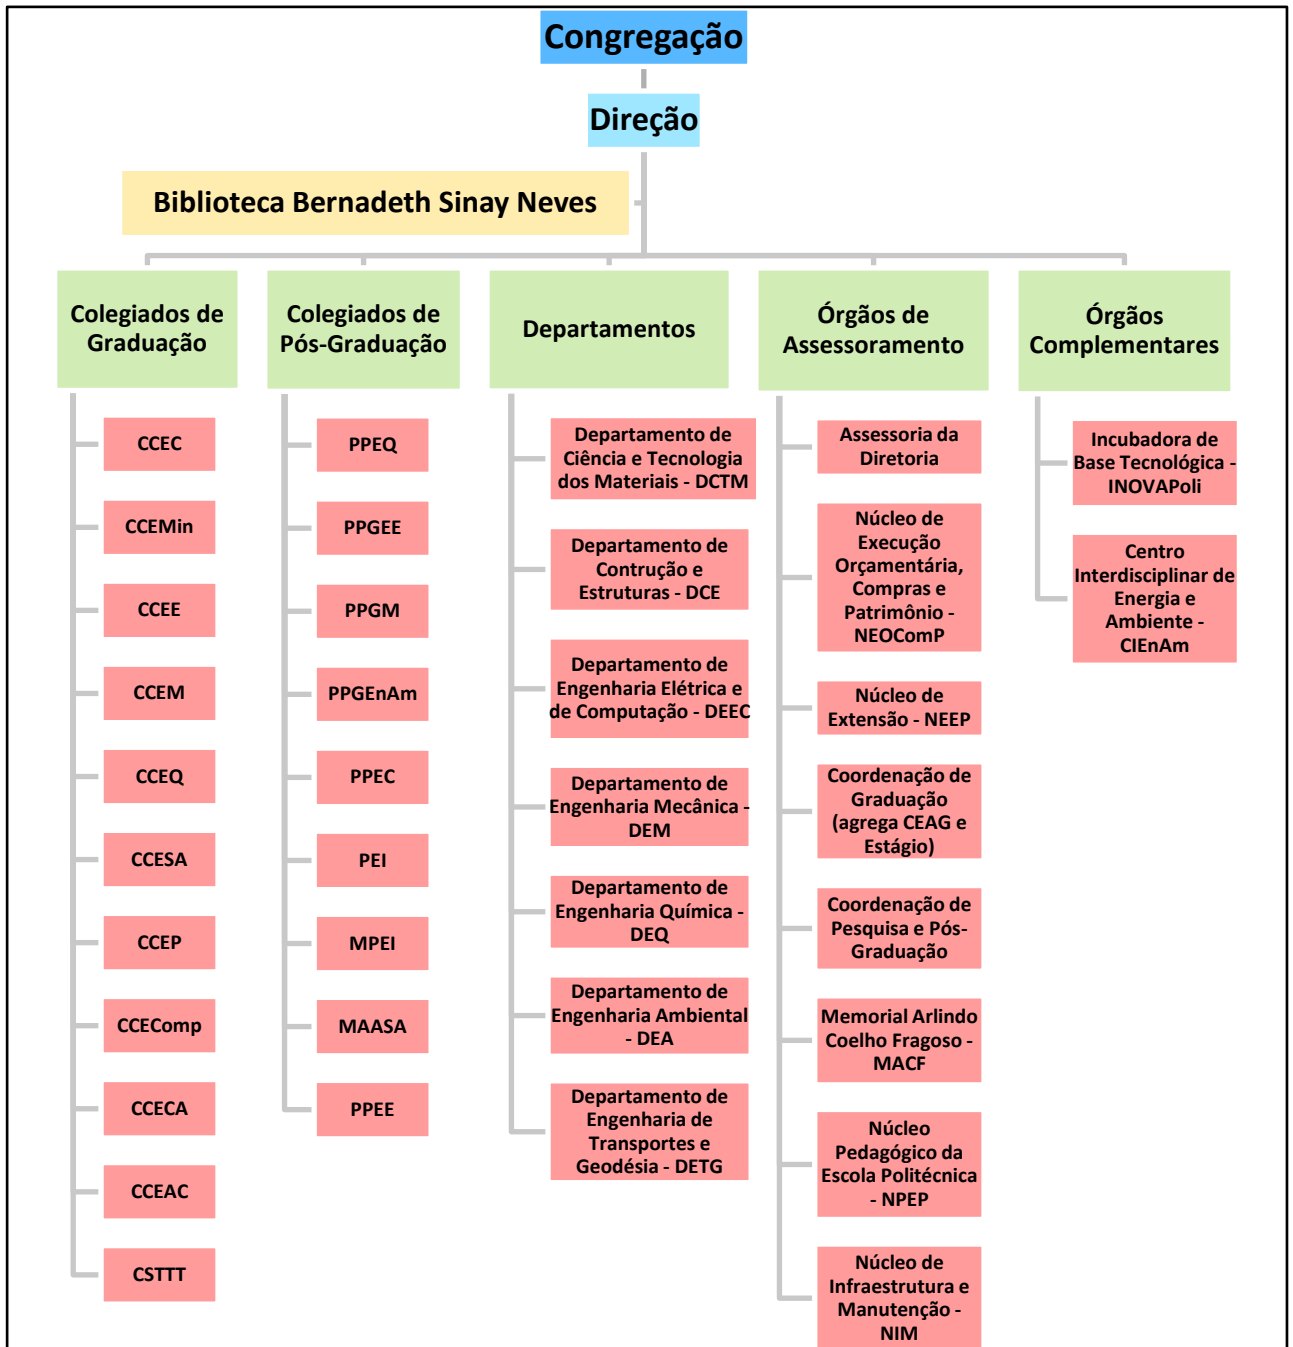 Congregação
Direção
Biblioteca Bernadeth Sinay Neves
Colegiados de
Graduação
CCEC
CCEMin
CCEE
CCEM
CCEQ
CCESA
CCEP
CCEComp
CCECA
CCEAC
CSTTT
Colegiados de
Pós-Graduação
PPEQ
PPGEE
PPGM
PPGEnAm
PPEC
PEI
MPEI
MAASA
PPEE
Departamentos
Departamento de
Ciência e Tecnologia
dos Materiais - DCTM
Departamento de
Contrução e
Estruturas - DCE
Departamento de
Engenharia Elétrica e
de Computação - DEEC
Departamento de
Engenharia Mecânica -
DEM
Departamento de
Engenharia Química -
DEQ
Departamento de
Engenharia Ambiental
- DEA
Departamento de
Engenharia de
Transportes e
Geodésia - DETG
Órgãos de
Assessoramento
Assessoria da
Diretoria
Núcleo de
Execução
Orçamentária,
Compras e
Patrimônio -
NEOComP
Núcleo de
Extensão - NEEP
Coordenação de
Graduação
(agrega CEAG e
Estágio)
Coordenação de
Pesquisa e Pós-
Graduação
Memorial Arlindo
Coelho Fragoso -
MACF
Núcleo
Pedagógico da
Escola Politécnica
- NPEP
Núcleo de
Infraestrutura e
Manutenção -
NIM
Órgãos
Complementares
Incubadora de
Base Tecnológica -
INOVAPoli
Centro
Interdisciplinar de
Energia e
Ambiente -
CIEnAm